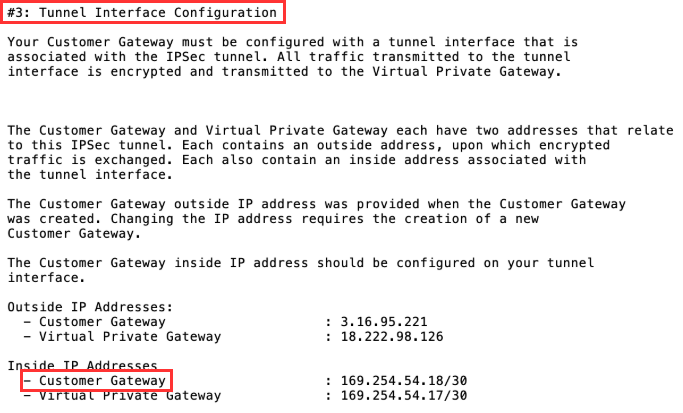 #3: Tunnel Interface Configuration
Your Customer Gateway must be configured with a tunnel interface that is
associated with the IPSec tunnel. All traffic transmitted to the tunnel
interface is encrypted and transmitted to the Virtual Private Gateway.
The Customer Gateway and Virtual Private Gateway each have two addresses that relate
to this IPSec tunnel. Each contains an outside address, upon which encrypted
traffic is exchanged. Each also contain an inside address associated with
the tunnel interface.
The Customer Gateway outside IP address was provided when the Customer Gateway
was created. Changing the IP address requires the creation of a new
Customer Gateway.
The Customer Gateway inside IP address should be configured on your tunnel
interface.
Outside IP Addresses:
- Customer Gateway : 3.16.95.221
- Virtual Private Gateway : 18.222.98.126
Inside IP Addresses
- Customer Gateway : 169.254.54.18/30
- Virtual Private Gateway : 169.254.54.17/30